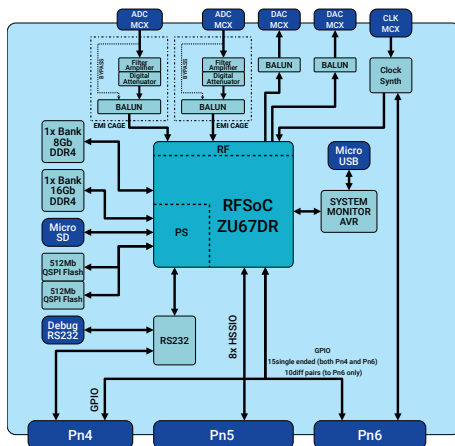 ADC
MCX
ADC
MCX
DAC
MCX
DAC
MCX
CLK
MCX
BYPASS
Filter
Amplifier
Digital
Attenuator
BALUN
EMI CAGE
BYPASS
Filter
Amplifier
Digital
Attenuator
BALUN
EMI CAGE
BALUN
BALUN
Clock
Synth
1x Bank
8Gb
DDR4
1x Bank
16Gb
DDR4
Micro
SD
512Mb
QSPI Flash
512Mb
QSPI Flash
Debug
RS232
RF
RFSoC
ZU67DR
PS
Micro
USB
SYSTEM
MONITOR
AVR
RS232
8x HSSIO
GPIO
GPIO
15single ended (both Pn4 and Pn6)
10diff pairs (to Pn6 only)
Pn4
Pn5
Pn6